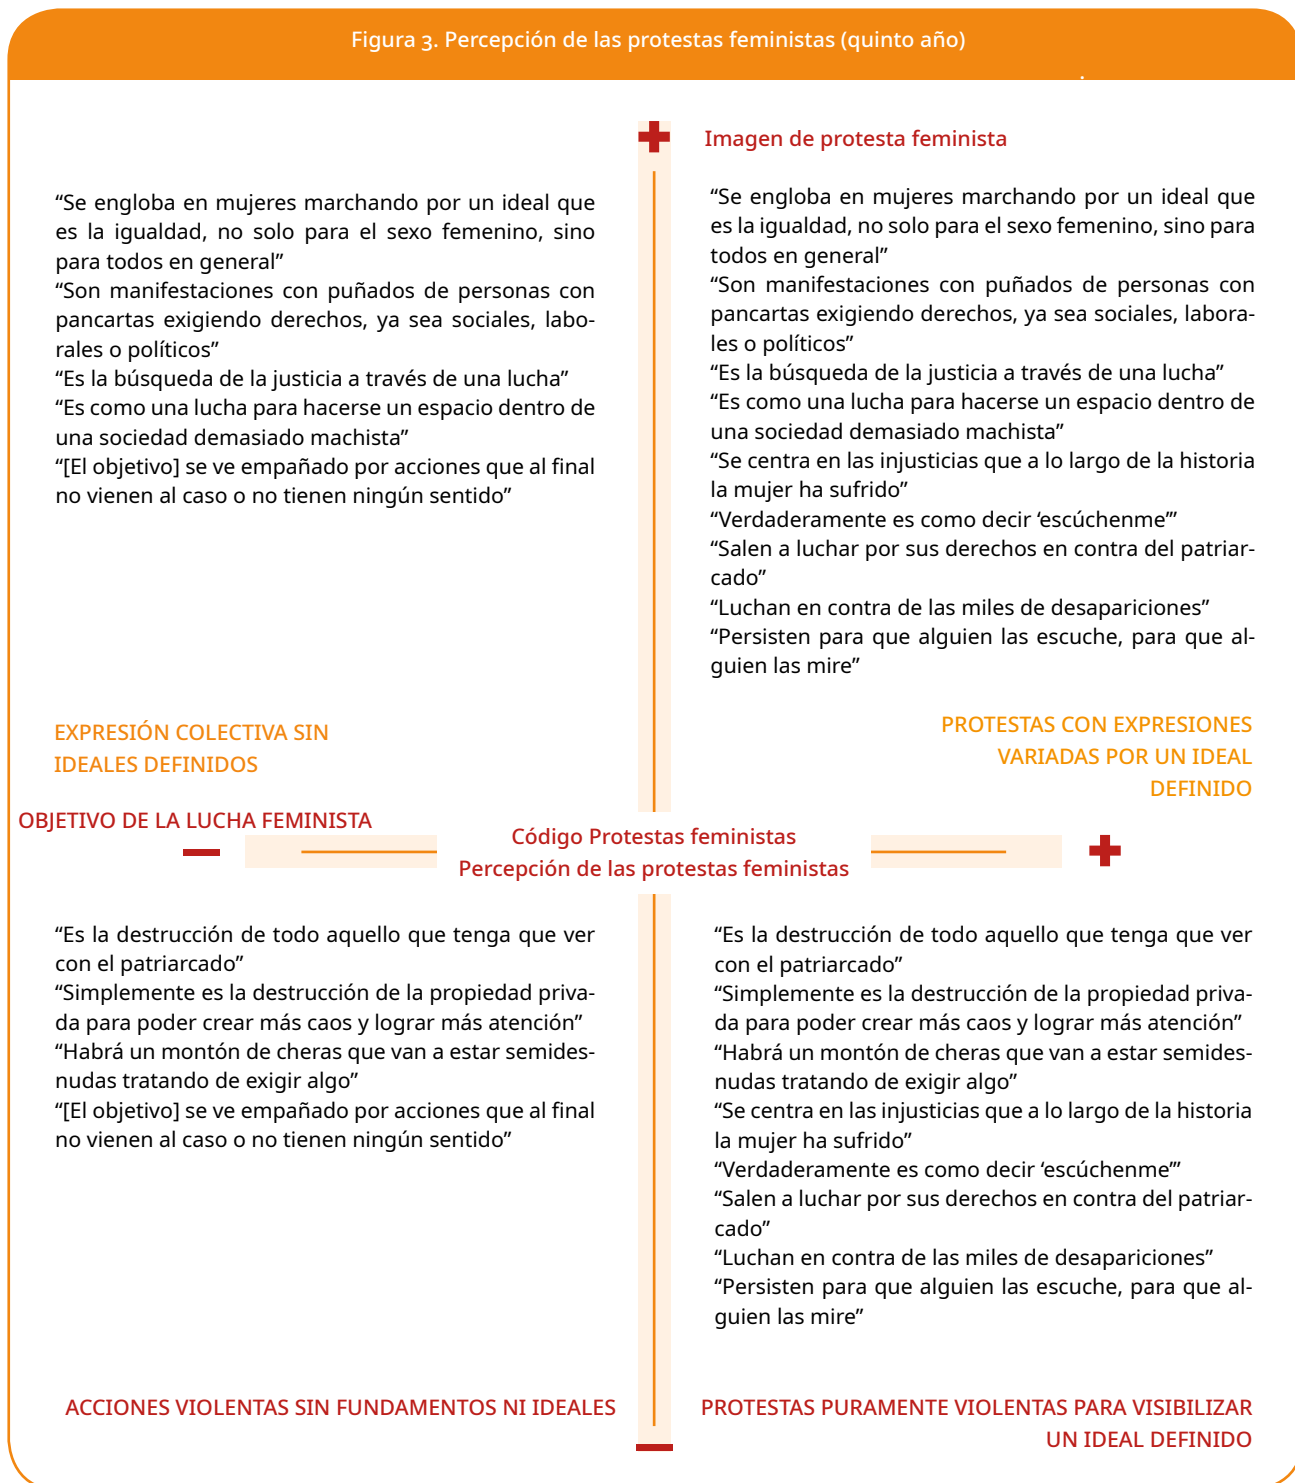 Figura 3. Percepción de las protestas feministas (quinto año)
Imagen de protesta feminista
“Se engloba en mujeres marchando por un ideal que
es la igualdad, no solo para el sexo femenino, sino
para todos en general”
“Son manifestaciones con puñados de personas con
pancartas exigiendo derechos, ya sea sociales, labo-
rales o políticos”
“Es la búsqueda de la justicia a través de una lucha”
“Es como una lucha para hacerse un espacio dentro de
una sociedad demasiado machista”
“[El objetivo] se ve empañado por acciones que al final
no vienen al caso o no tienen ningún sentido”
EXPRESIÓN COLECTIVA SIN
IDEALES DEFINIDOS
“Se engloba en mujeres marchando por un ideal que
es la igualdad, no solo para el sexo femenino, sino para
todos en general”
“Son manifestaciones con puñados de personas con
pancartas exigiendo derechos, ya sea sociales, labora-
les o políticos”
“Es la búsqueda de la justicia a través de una lucha”
“Es como una lucha para hacerse un espacio dentro de
una sociedad demasiado machista”
“Se centra en las injusticias que a lo largo de la historia
la mujer ha sufrido”
“Verdaderamente es como decir ‘escúchenme’”
“Salen a luchar por sus derechos en contra del patriar-
cado”
“Luchan en contra de las miles de desapariciones”
“Persisten para que alguien las escuche, para que al-
guien las mire”
PROTESTAS CON EXPRESIONES
VARIADAS POR UN IDEAL
DEFINIDO
OBJETIVO DE LA LUCHA FEMINISTA
Código Protestas feministas
Percepción de las protestas feministas
“Es la destrucción de todo aquello que tenga que ver
con el patriarcado”
“Simplemente es la destrucción de la propiedad priva-
da para poder crear más caos y lograr más atención”
“Habrá un montón de cheras que van a estar semides-
nudas tratando de exigir algo”
“[El objetivo] se ve empañado por acciones que al final
no vienen al caso o no tienen ningún sentido”
ACCIONES VIOLENTAS SIN FUNDAMENTOS NI IDEALES
“Es la destrucción de todo aquello que tenga que ver
con el patriarcado”
“Simplemente es la destrucción de la propiedad priva-
da para poder crear más caos y lograr más atención”
“Habrá un montón de cheras que van a estar semides-
nudas tratando de exigir algo”
“Se centra en las injusticias que a lo largo de la historia
la mujer ha sufrido”
“Verdaderamente es como decir ‘escúchenme’”
“Salen a luchar por sus derechos en contra del patriar-
cado”
“Luchan en contra de las miles de desapariciones”
“Persisten para que alguien las escuche, para que al-
guien las mire”
PROTESTAS PURAMENTE VIOLENTAS PARA VISIBILIZAR
UN IDEAL DEFINIDO